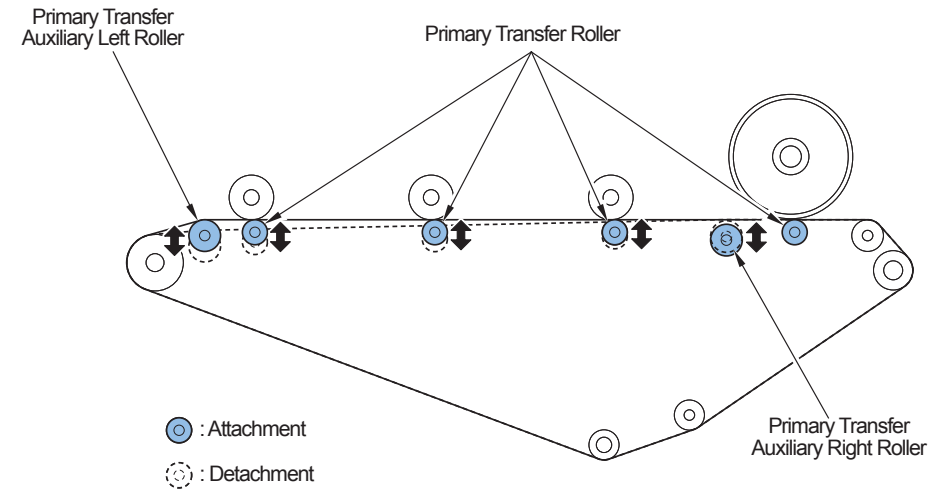 Primary Transfer
Auxiliary Left Roller
Primary Transfer Roller
Primary Transfer
Auxiliary Right Roller
: Attachment
: Detachment